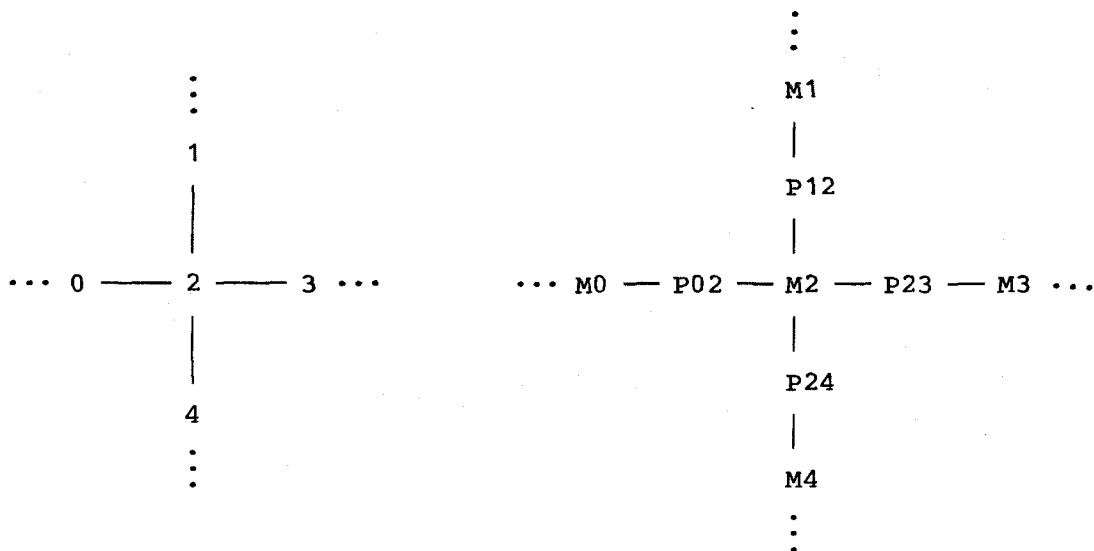 M1
1
P12
... 0 — 2 — 3 ... ... M0 — P02 — M2 — P23 — M3 ...
P24
4
M4